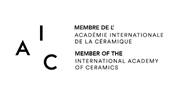 MEMBRE DE L'
ACADÉMIE INTERNATIONALE
DE LA CÉRAMIQUE
MEMBER OF THE
INTERNATIONAL ACADEMY
OF CERAMICS
A I C